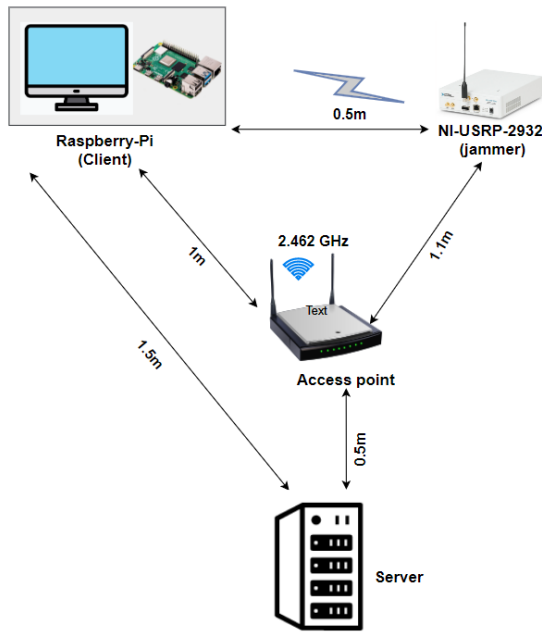 0.5m
Raspberry-Pi
(Client)
NI-USRP-2932
(jammer)
2.462 GHz
1m
1.1m
Text
1.5m
Access point
0.5m
Server